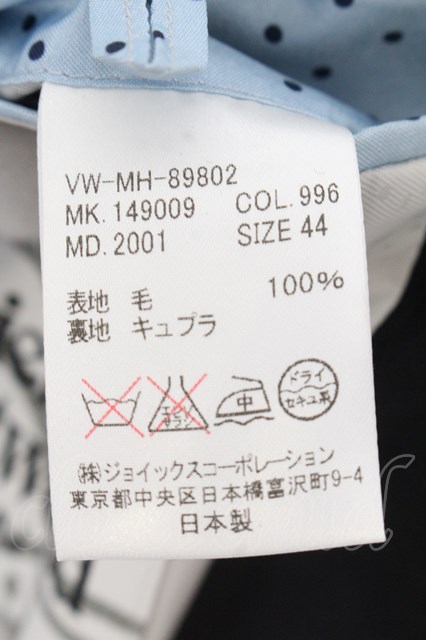 VW-MH-89802
MK. 149009 COL. 996
MD. 2001 SIZE 44
表地 毛 100%
裏地 キュプラ
エンソサラシ
中
ドライ
セキユ系
㈱ジョイックスコーポレーション
東京都中央区日本橋富沢町9-4
日本製